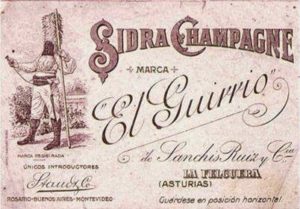 SIDRA CHAMPAGNE
MARCA
"El Guirrio"
de Sanchis Ruiz y Cía
LA FELGUERA
(ASTURIAS)
Guárdese en posición horizontal.
MARCA REGISTRADA
ÚNICOS INTRODUCTORES
ROSARIO-BUENOS AIRES-MONTEVIDEO